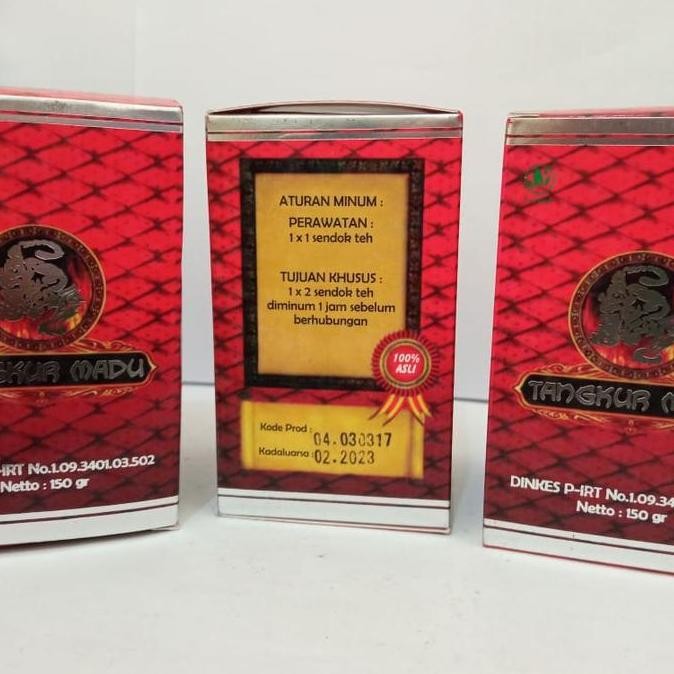 KUR MADU
-IRT No.1.09.3401.03.502
Netto : 150 gr
ATURAN MINUM :
PERAWATAN :
1 x 1 sendok teh
TUJUAN KHUSUS :
1 x 2 sendok teh
diminum 1 jam sebelum
berhubungan
100%
ASLI
Kode Prod : 04.030317
Kadaluarsa : 02.2023
TANGKUR M
DINKES P-IRT No.1.09.34
Netto : 150 gr